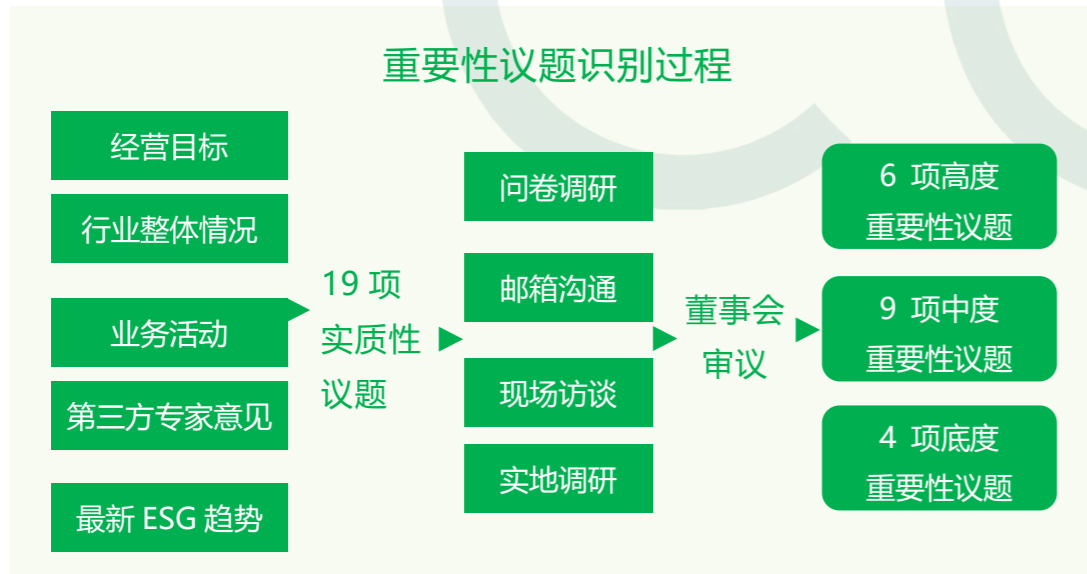 重要性议题识别过程
经营目标
行业整体情况
业务活动
第三方专家意见
最新 ESG 趋势
19 项
实质性
议题
问卷调研
邮箱沟通
现场访谈
实地调研
董事会
审议
6 项高度
重要性议题
9 项中度
重要性议题
4 项底度
重要性议题